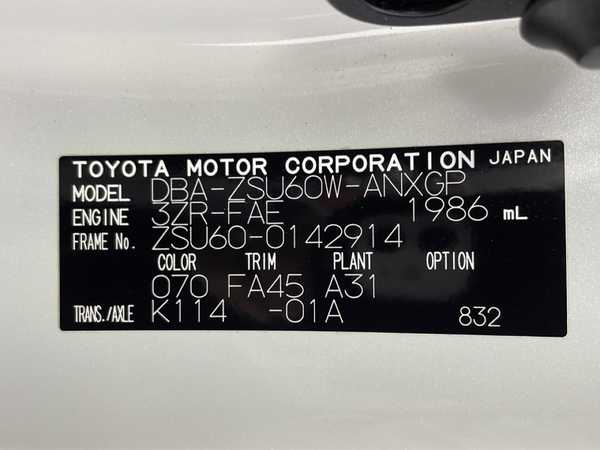 TOYOTA MOTOR CORPORATION JAPAN
MODEL DBA-ZSU60W-ANXGP
ENGINE 3ZR-FAE 1986 mL
FRAME No. ZSU60-0142914
COLOR TRIM PLANT OPTION
070 FA45 A31
TRANS./AXLE K114 -01A 832